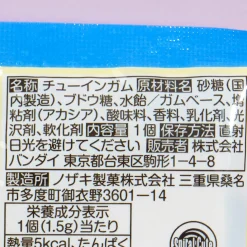 名称 チューインガム 原材料名 砂糖(国
内製造)、ブドウ糖、水飴/ガムベース、増
粘剤(アカシア)、酸味料、香料、乳化剤、光
沢剤、軟化剤 内容量 1個 保存方法 直射
日光を避けてください 販売者 株式会社
バンダイ 東京都台東区駒形1-4-8
製造所 ノザキ製菓株式会社 三重県桑名
市多度町御衣野3601-14
栄養成分表示
1個(1.5g)当たり
熱量5kcal、たんぱく